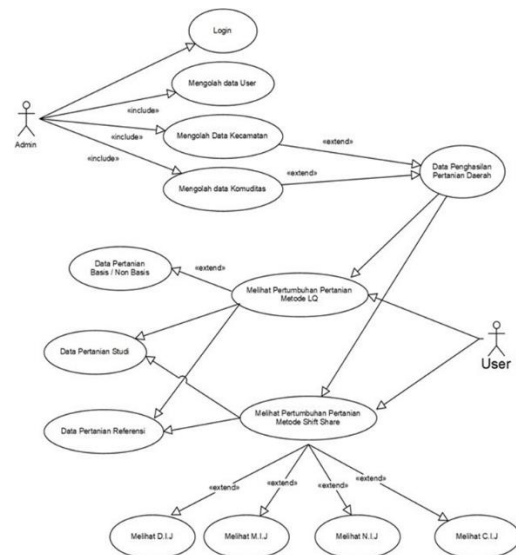 Login
Mengolah data User
«include»
Admin
«include»
Mengolah Data Kecamatan
«extend»
«include»
Data Penghasilan
Pertanian Daerah
Mengolah data Komuditas
«extend»
Data Pertanian
Basis / Non Basis
«extend»
Melihat Pertumbuhan Pertanian
Metode LQ
Data Pertanian Studi
User
Melihat Pertumbuhan Pertanian
Metode Shift Share
Data Pertanian Referensi
«extend»
«extend»
«extend»
«extend»
Melihat D.I.J
Melihat M.I.J
Melihat N.I.J
Melihat C.I.J